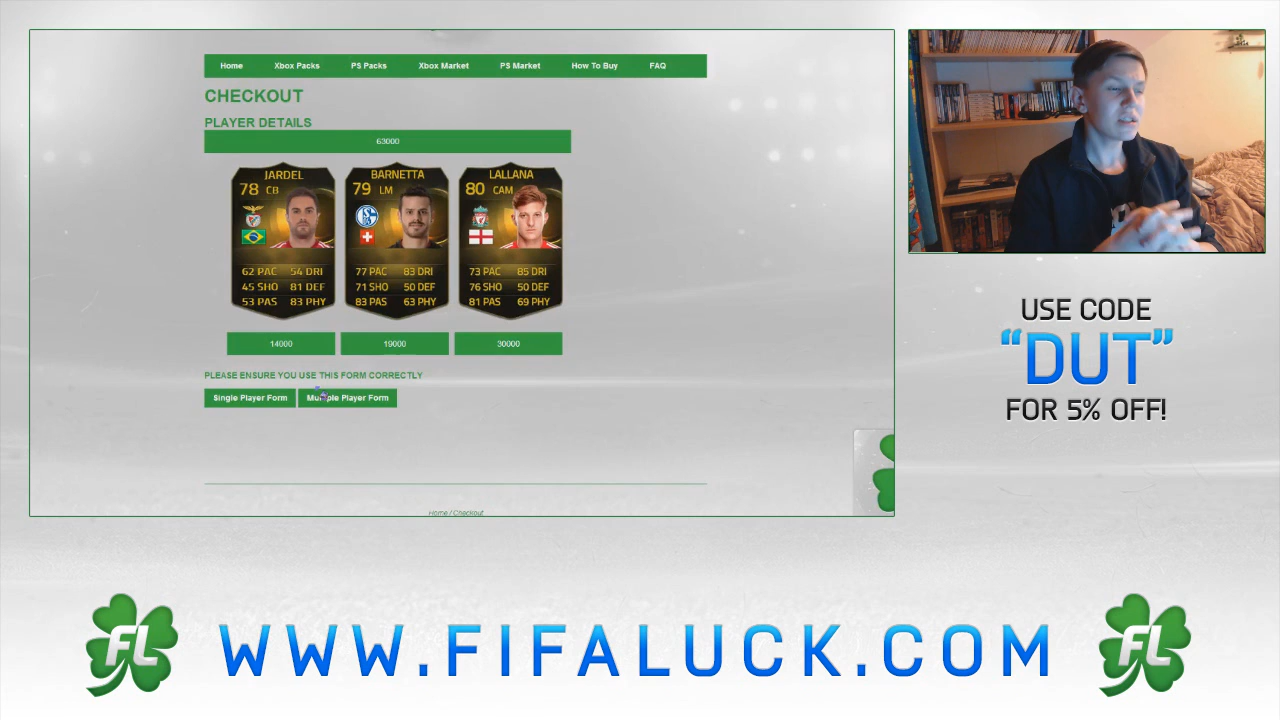 Home Xbox Packs PS Packs Xbox Market PS Market How To Buy FAQ
CHECKOUT
PLAYER DETAILS
63000
JARDEL
78 CB
62 PAC 54 DRI
45 SHO 81 DEF
53 PAS 83 PHY
BARNETTA
79 LM
77 PAC 83 DRI
71 SHO 50 DEF
83 PAS 63 PHY
LALLANA
80 CAM
73 PAC 85 DRI
76 SHO 50 DEF
81 PAS 69 PHY
14000 19000 30000
PLEASE ENSURE YOU USE THIS FORM CORRECTLY
Single Player Form Multiple Player Form
Home / Checkout
USE CODE
“DUT”
FOR 5% OFF!
FL WWW.FIFALUCK.COM FL